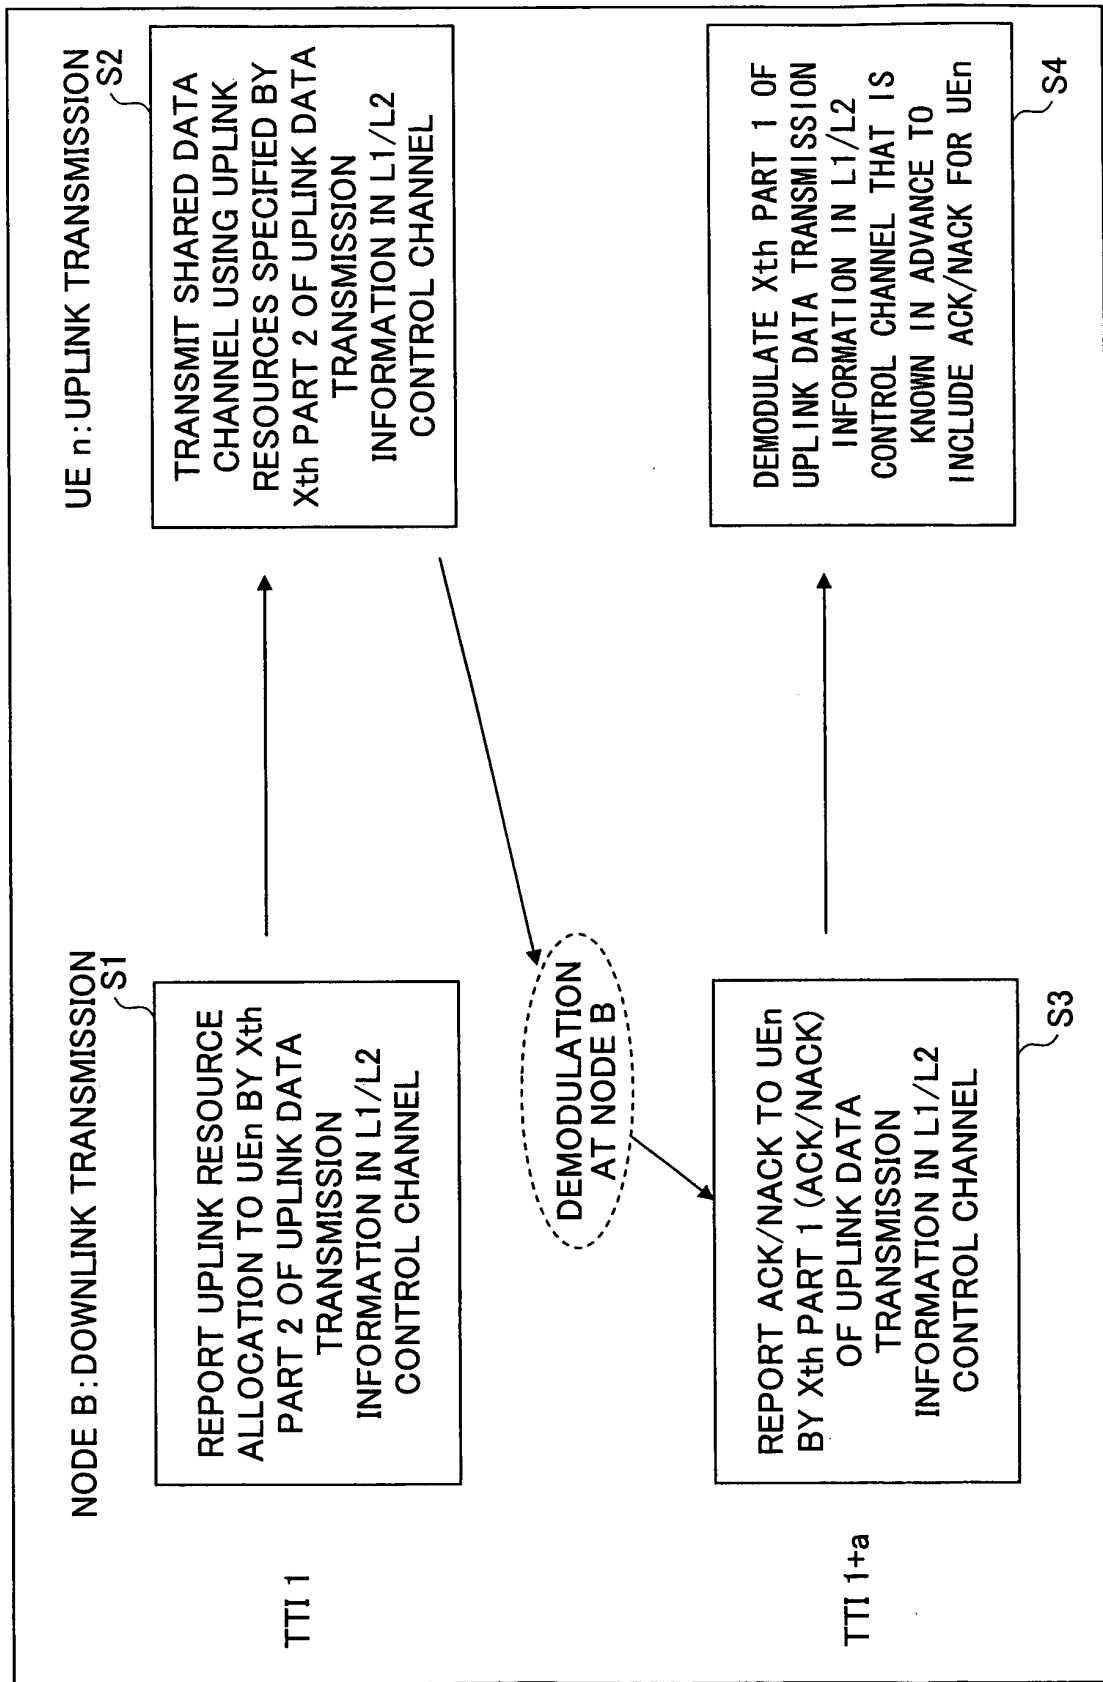 NODE B:DOWNLINK TRANSMISSION
UE n:UPLINK TRANSMISSION
TTI 1
S1
REPORT UPLINK RESOURCE
ALLOCATION TO UEn BY Xth
PART 2 OF UPLINK DATA
TRANSMISSION
INFORMATION IN L1/L2
CONTROL CHANNEL
S2
TRANSMIT SHARED DATA
CHANNEL USING UPLINK
RESOURCES SPECIFIED BY
Xth PART 2 OF UPLINK DATA
TRANSMISSION
INFORMATION IN L1/L2
CONTROL CHANNEL
DEMODULATION
AT NODE B
TTI 1+a
REPORT ACK/NACK TO UEn
BY Xth PART 1 (ACK/NACK)
OF UPLINK DATA
TRANSMISSION
INFORMATION IN L1/L2
CONTROL CHANNEL
S3
DEMODULATE Xth PART 1 OF
UPLINK DATA TRANSMISSION
INFORMATION IN L1/L2
CONTROL CHANNEL THAT IS
KNOWN IN ADVANCE TO
INCLUDE ACK/NACK FOR UEn
S4